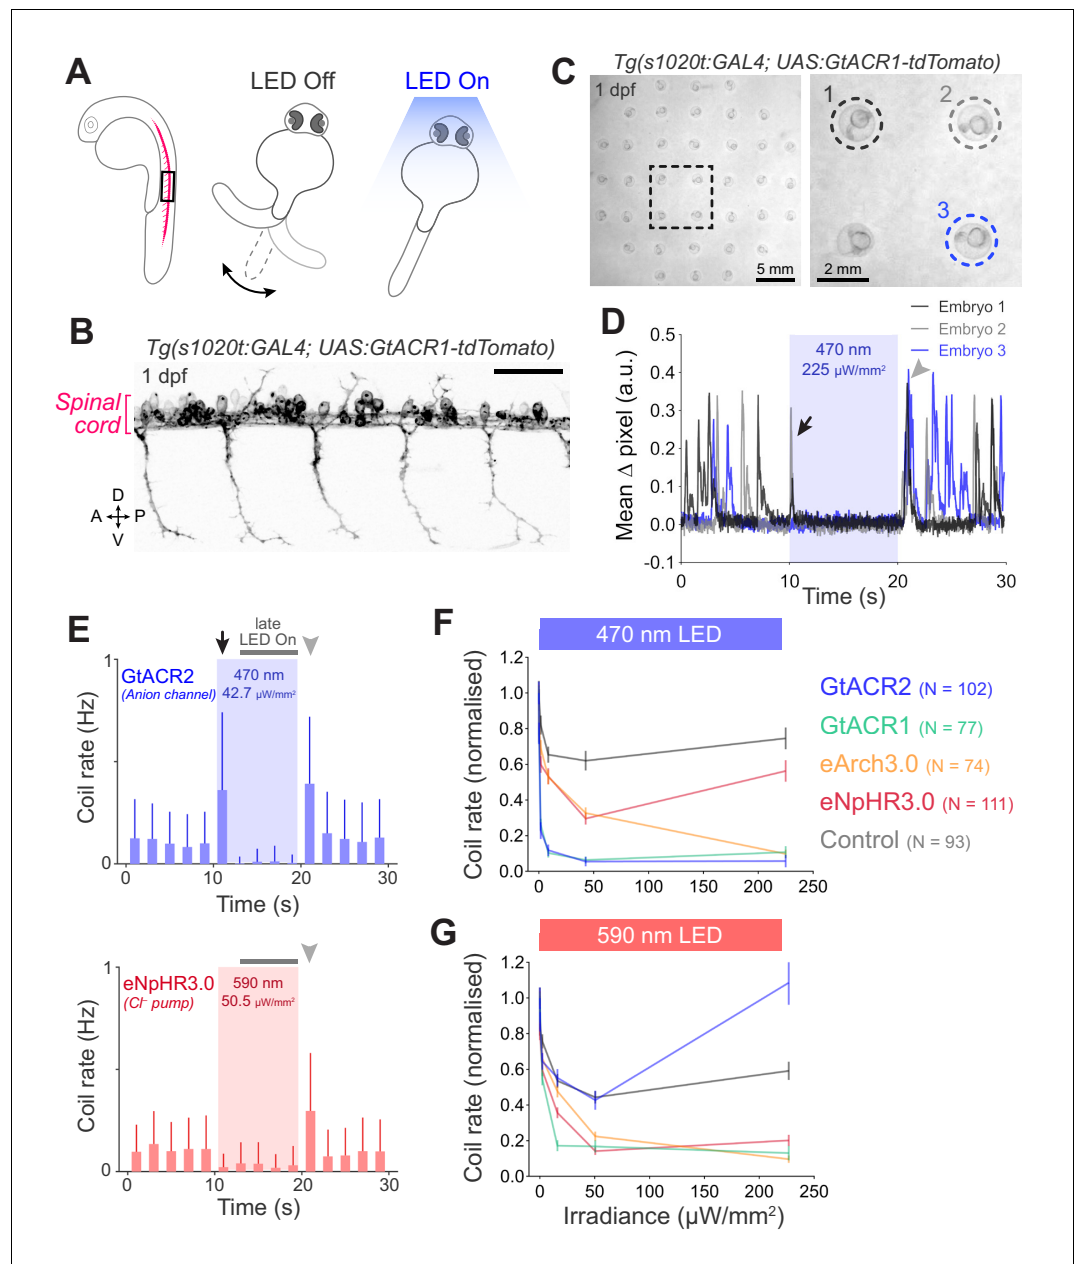 A
LED Off
LED On
B
Tg(s1020t:GAL4; UAS:GtACR1-tdTomato)
1 dpf
Spinal
cord
D
A P
V
C
Tg(s1020t:GAL4; UAS:GtACR1-tdTomato)
1 dpf
5 mm
1
2
3
2 mm
D
Embryo 1
Embryo 2
Embryo 3
470 nm
225 µW/mm²
Mean Δ pixel (a.u.)
0.5
0.4
0.3
0.2
0.1
0.0
-0.1
0 10 20 30
Time (s)
E
late
LED On
GtACR2
(Anion channel)
470 nm
42.7 µW/mm²
Coil rate (Hz)
1
0
0 10 20 30
Time (s)
eNpHR3.0
(Cl⁻ pump)
590 nm
50.5 µW/mm²
Coil rate (Hz)
1
0
0 10 20 30
Time (s)
F
470 nm LED
Coil rate (normalised)
1.2
1.0
0.8
0.6
0.4
0.2
0.0
0 50 100 150 200 250
GtACR2 (N = 102)
GtACR1 (N = 77)
eArch3.0 (N = 74)
eNpHR3.0 (N = 111)
Control (N = 93)
G
590 nm LED
Coil rate (normalised)
1.2
1.0
0.8
0.6
0.4
0.2
0.0
0 50 100 150 200 250
Irradiance (µW/mm²)